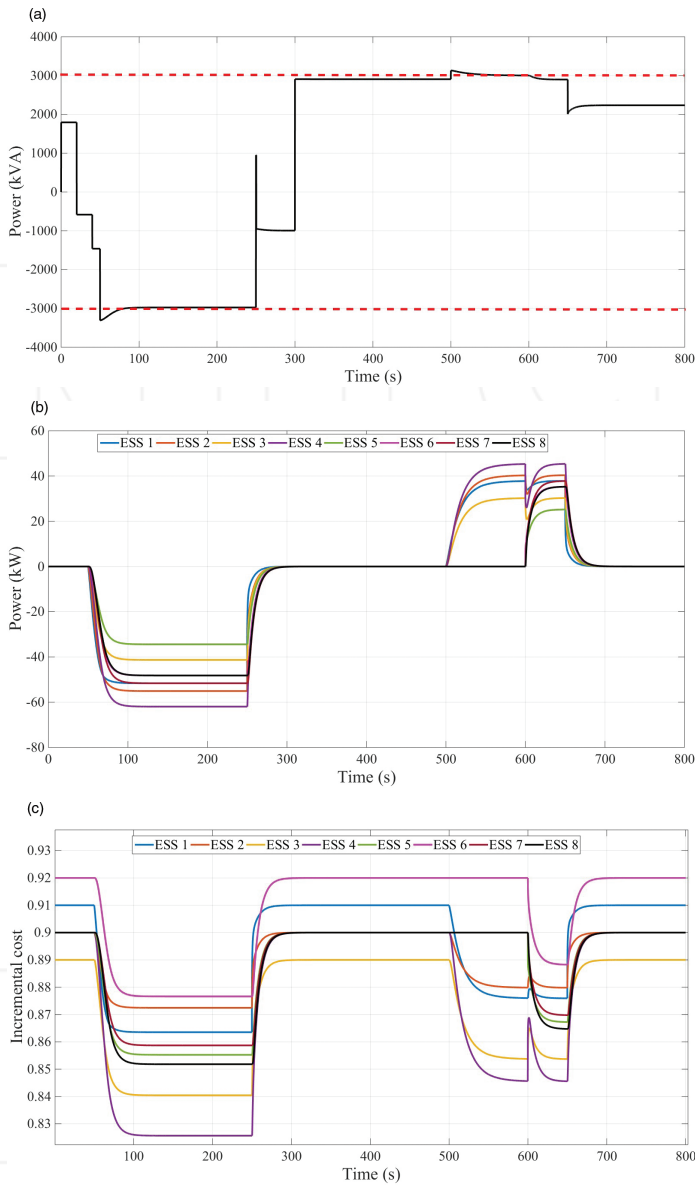 (a)
4000
3000
2000
1000
0
-1000
-2000
-3000
-4000
Power (kVA)
0 100 200 300 400 500 600 700 800
Time (s)
(b)
ESS 1 ESS 2 ESS 3 ESS 4 ESS 5 ESS 6 ESS 7 ESS 8
60
40
20
0
-20
-40
-60
-80
Power (kW)
0 100 200 300 400 500 600 700 800
Time (s)
(c)
ESS 1 ESS 2 ESS 3 ESS 4 ESS 5 ESS 6 ESS 7 ESS 8
0.93
0.92
0.91
0.9
0.89
0.88
0.87
0.86
0.85
0.84
0.83
Incremental cost
100 200 300 400 500 600 700 800
Time (s)